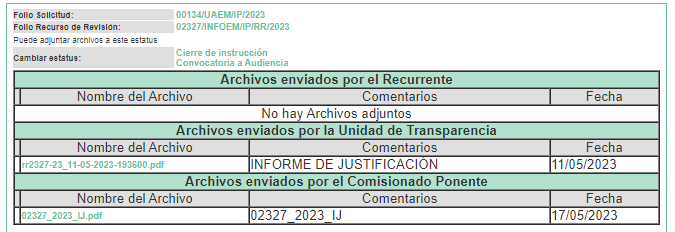 Folio Solicitud: 00134/UAEM/IP/2023
Folio Recurso de Revisión: 02327/INFOEM/IP/RR/2023
Puede adjuntar archivos a este estatus
Cambiar estatus: Cierre de instrucción
Convocatoria a Audiencia
Archivos enviados por el Recurrente
Nombre del Archivo Comentarios Fecha
No hay Archivos adjuntos
Archivos enviados por la Unidad de Transparencia
Nombre del Archivo Comentarios Fecha
rr2327-23_11-05-2023-193600.pdf INFORME DE JUSTIFICACIÓN 11/05/2023
Archivos enviados por el Comisionado Ponente
Nombre del Archivo Comentarios Fecha
02327_2023_IJ.pdf 02327_2023_IJ 17/05/2023